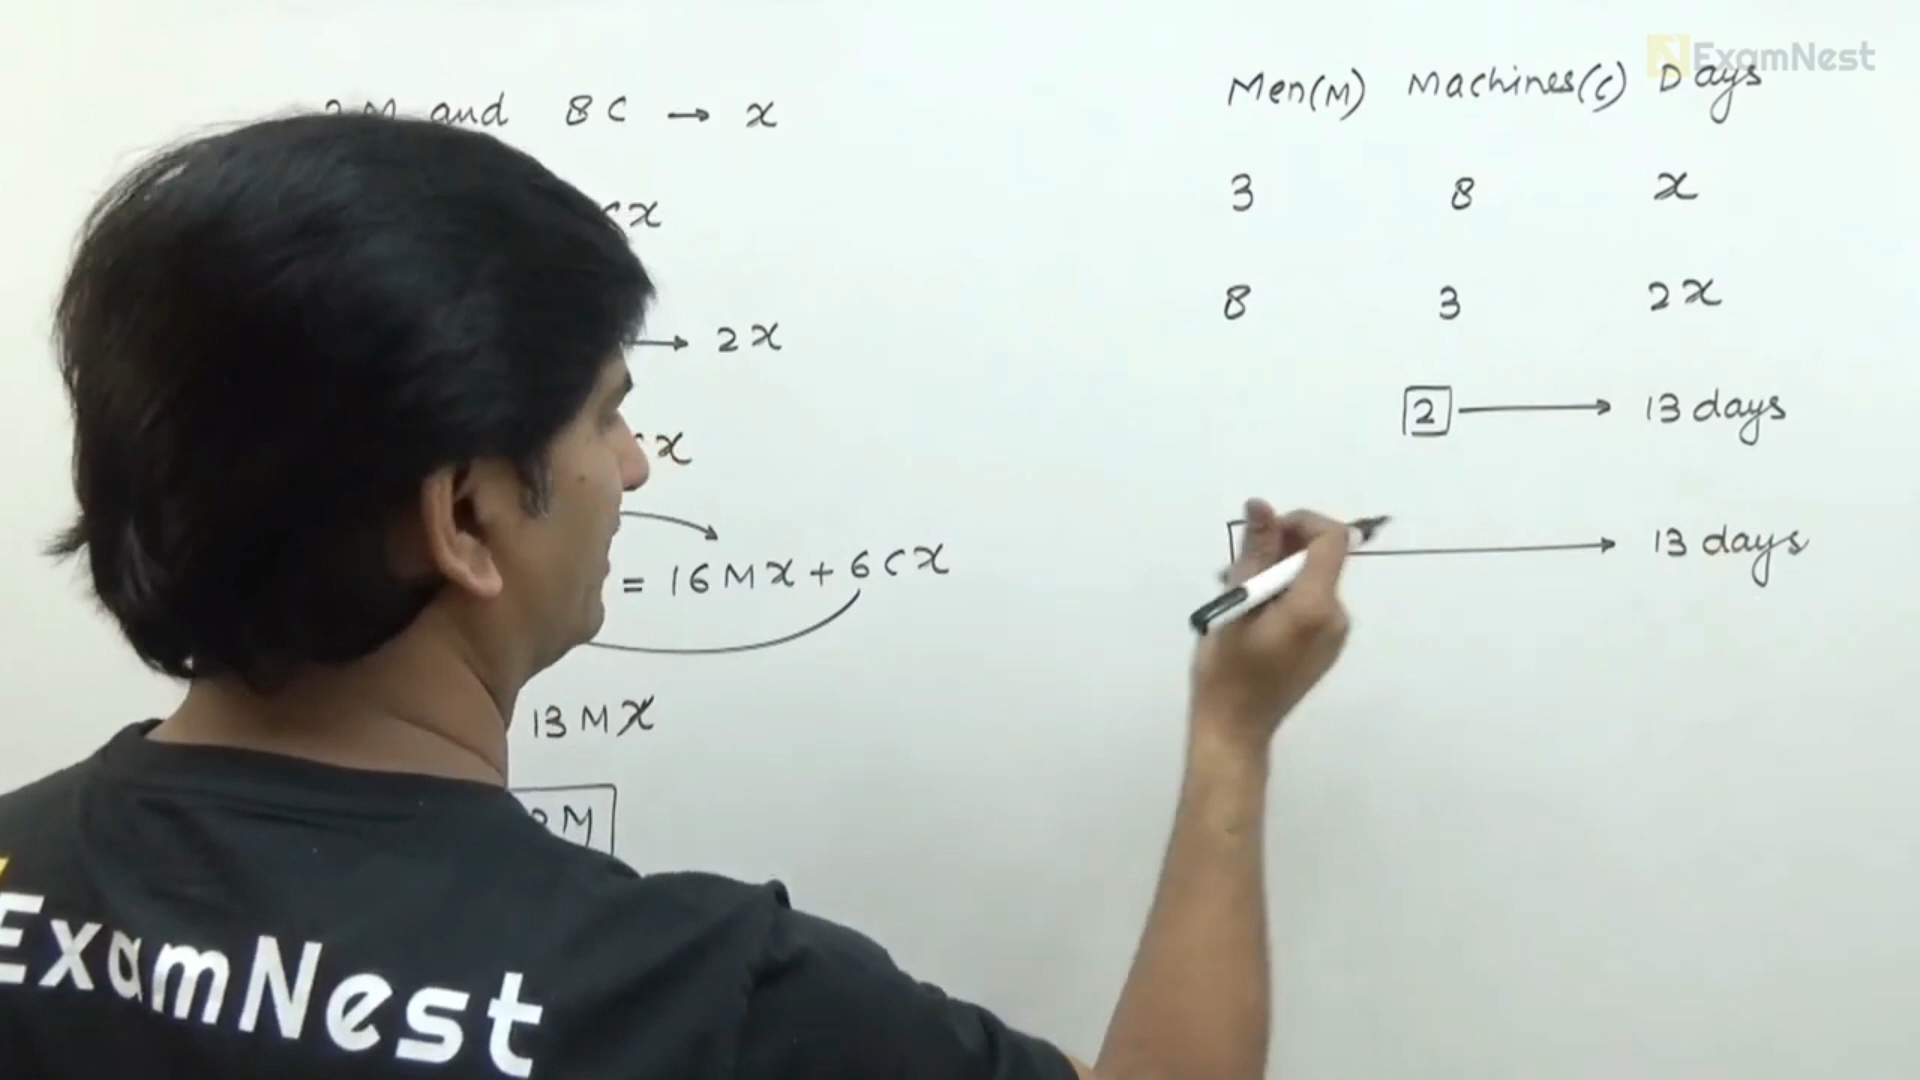 ExamNest
Men(M) Machines(C) Days
and 8C → x
3 8 x
cx
8 3 2x
→ 2x
2 → 13 days
x
→ 13 days
= 16Mx + 6Cx
13Mx
M
ExamNest